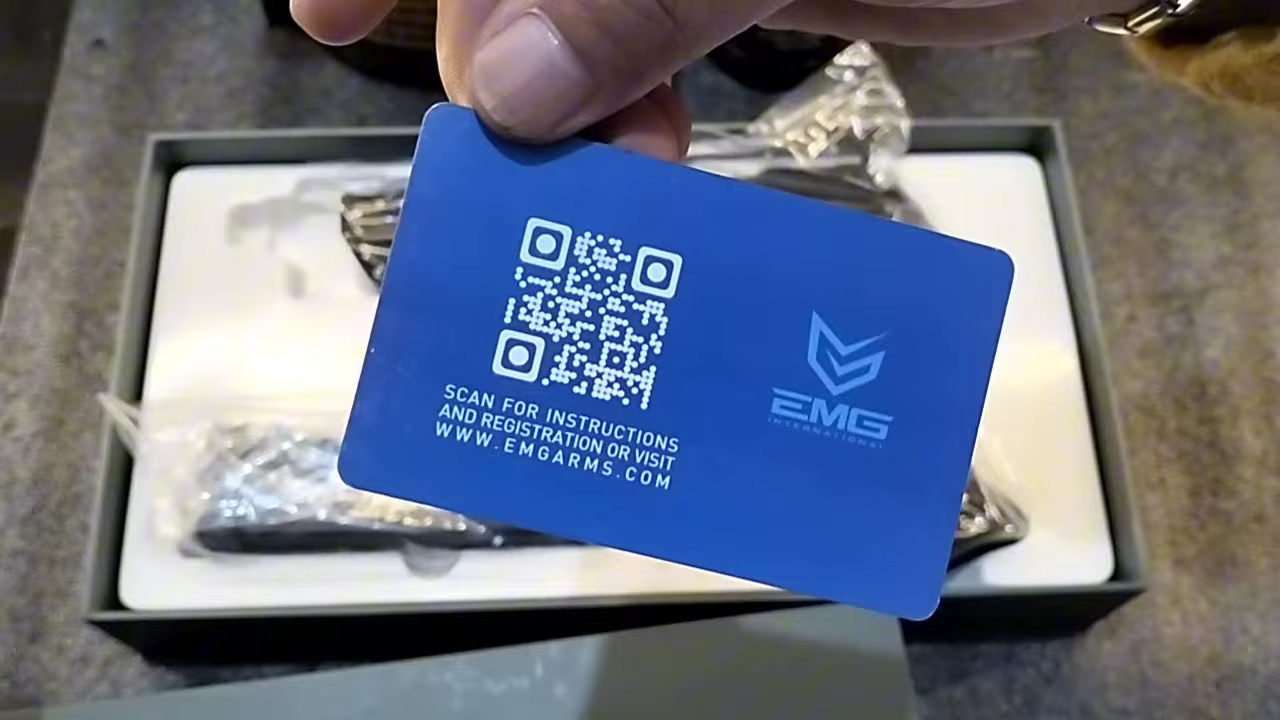 SCAN FOR INSTRUCTIONS
AND REGISTRATION OR VISIT
WWW.EMGARMS.COM
EMG
INTERNATIONAL